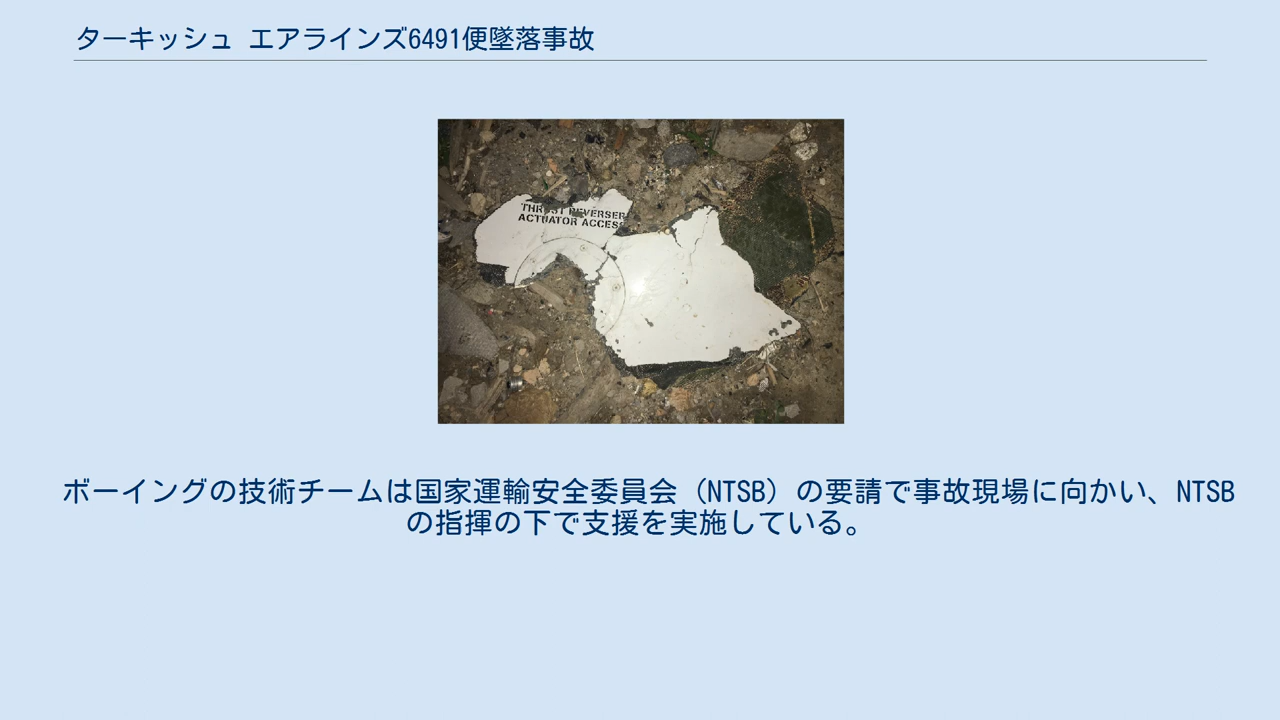 ターキッシュ エアラインズ6491便墜落事故
THRUST REVERSER
ACTUATOR ACCESS
ボーイングの技術チームは国家運輸安全委員会（NTSB）の要請で事故現場に向かい、NTSB
の指揮の下で支援を実施している。